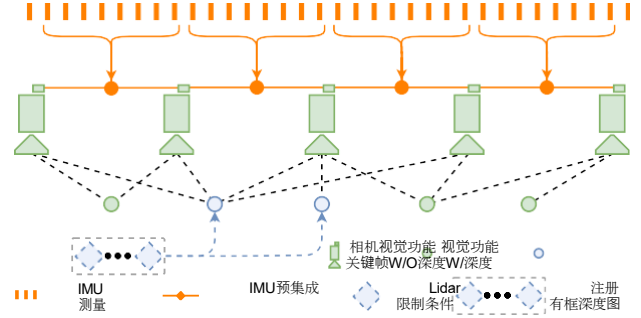 相机视觉功能 视觉功能
关键帧W/O深度W/深度
IMU
测量
IMU预集成
Lidar
限制条件
注册
有框深度图